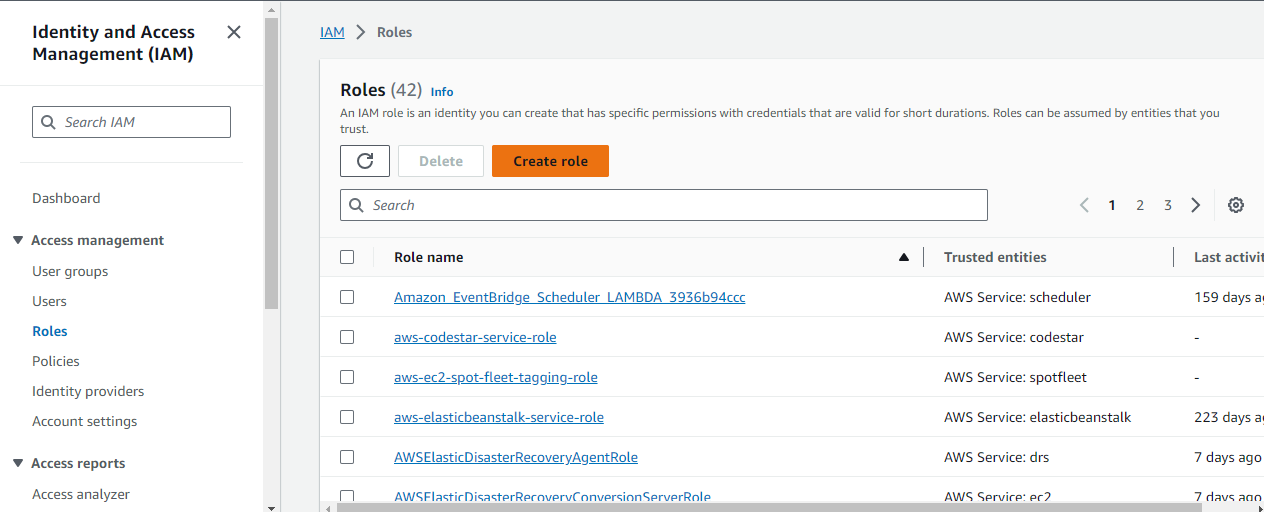 Identity and Access
Management (IAM)
Search IAM
Dashboard
Access management
User groups
Users
Roles
Policies
Identity providers
Account settings
Access reports
Access analyzer
IAM > Roles
Roles (42) Info
An IAM role is an identity you can create that has specific permissions with credentials that are valid for short durations. Roles can be assumed by entities that you
trust.
Delete Create role
Search
1 2 3
Role name Trusted entities Last activit
Amazon_EventBridge_Scheduler_LAMBDA_3936b94ccc AWS Service: scheduler 159 days ag
aws-codestar-service-role AWS Service: codestar -
aws-ec2-spot-fleet-tagging-role AWS Service: spotfleet -
aws-elasticbeanstalk-service-role AWS Service: elasticbeanstalk 223 days ag
AWSElasticDisasterRecoveryAgentRole AWS Service: drs 7 days ago
AWSElasticDisasterRecoveryConversionServerRole AWS Service: ec2 7 days ago